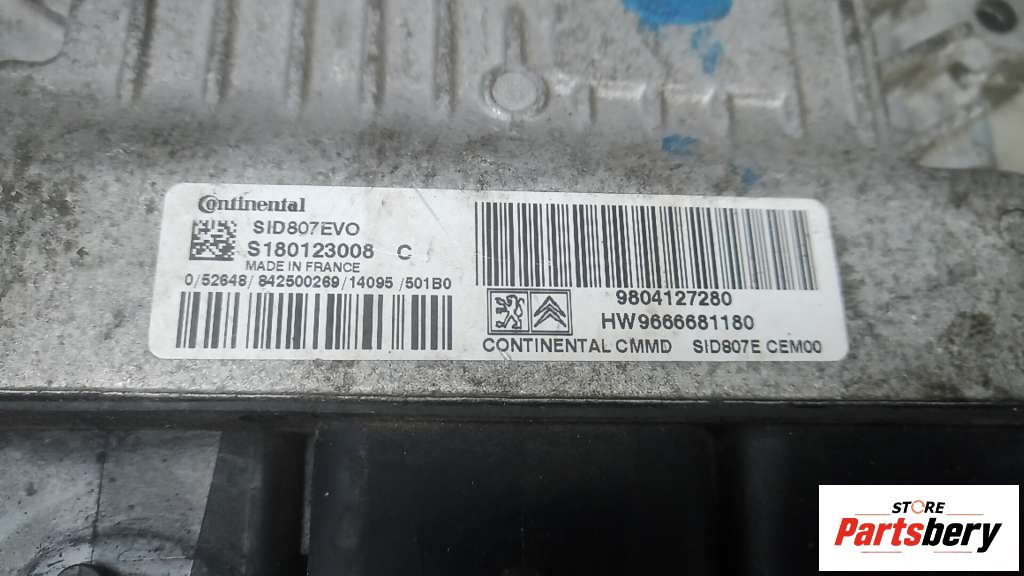 Continental
SID807EVO
S180123008 C
MADE IN FRANCE
0/52648/842500269/14095/501B0
9804127280
HW9666681180
CONTINENTAL CMMD SID807E CEM00
STORE
Partsbery